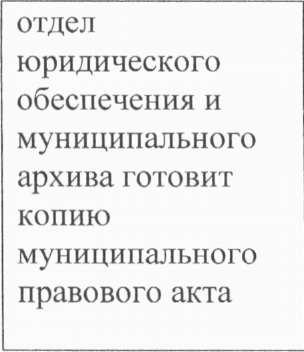 отдел
юридического
обеспечения и
муниципального
архива готовит
копию
муниципального
правового акта